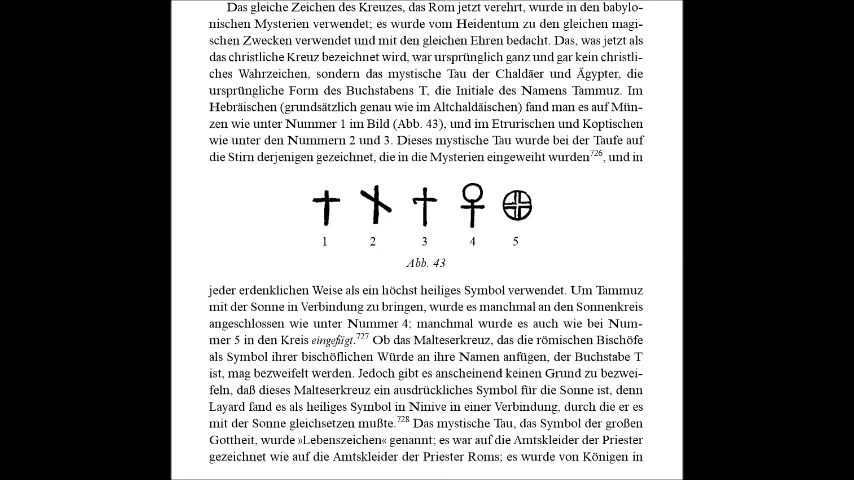 Das gleiche Zeichen des Kreuzes, das Rom jetzt verehrt, wurde in den babylo-
nischen Mysterien verwendet; es wurde vom Heidentum zu den gleichen magi-
schen Zwecken verwendet und mit den gleichen Ehren bedacht. Das, was jetzt als
das christliche Kreuz bezeichnet wird, war ursprünglich ganz und gar kein christli-
ches Wahrzeichen, sondern das mystische Tau der Chaldäer und Ägypter, die
ursprüngliche Form des Buchstabens T, die Initiale des Namens Tammuz. Im
Hebräischen (grundsätzlich genau wie im Altchaldäischen) fand man es auf Mün-
zen wie unter Nummer 1 im Bild (Abb. 43), und im Etrurischen und Koptischen
wie unter den Nummern 2 und 3. Dieses mystische Tau wurde bei der Taufe auf
die Stirn derjenigen gezeichnet, die in die Mysterien eingeweiht wurden726, und in
1 2 3 4 5
Abb. 43
jeder erdenklichen Weise als ein höchst heiliges Symbol verwendet. Um Tammuz
mit der Sonne in Verbindung zu bringen, wurde es manchmal an den Sonnenkreis
angeschlossen wie unter Nummer 4; manchmal wurde es auch wie bei Num-
mer 5 in den Kreis eingefügt.727 Ob das Malteserkreuz, das die römischen Bischöfe
als Symbol ihrer bischöflichen Würde an ihre Namen anfügen, der Buchstabe T
ist, mag bezweifelt werden. Jedoch gibt es anscheinend keinen Grund zu bezwei-
feln, daß dieses Malteserkreuz ein ausdrückliches Symbol für die Sonne ist, denn
Layard fand es als heiliges Symbol in Ninive in einer Verbindung, durch die er es
mit der Sonne gleichsetzen mußte.728 Das mystische Tau, das Symbol der großen
Gottheit, wurde »Lebenszeichen« genannt; es war auf die Amtskleider der Priester
gezeichnet wie auf die Amtskleider der Priester Roms; es wurde von Königen in